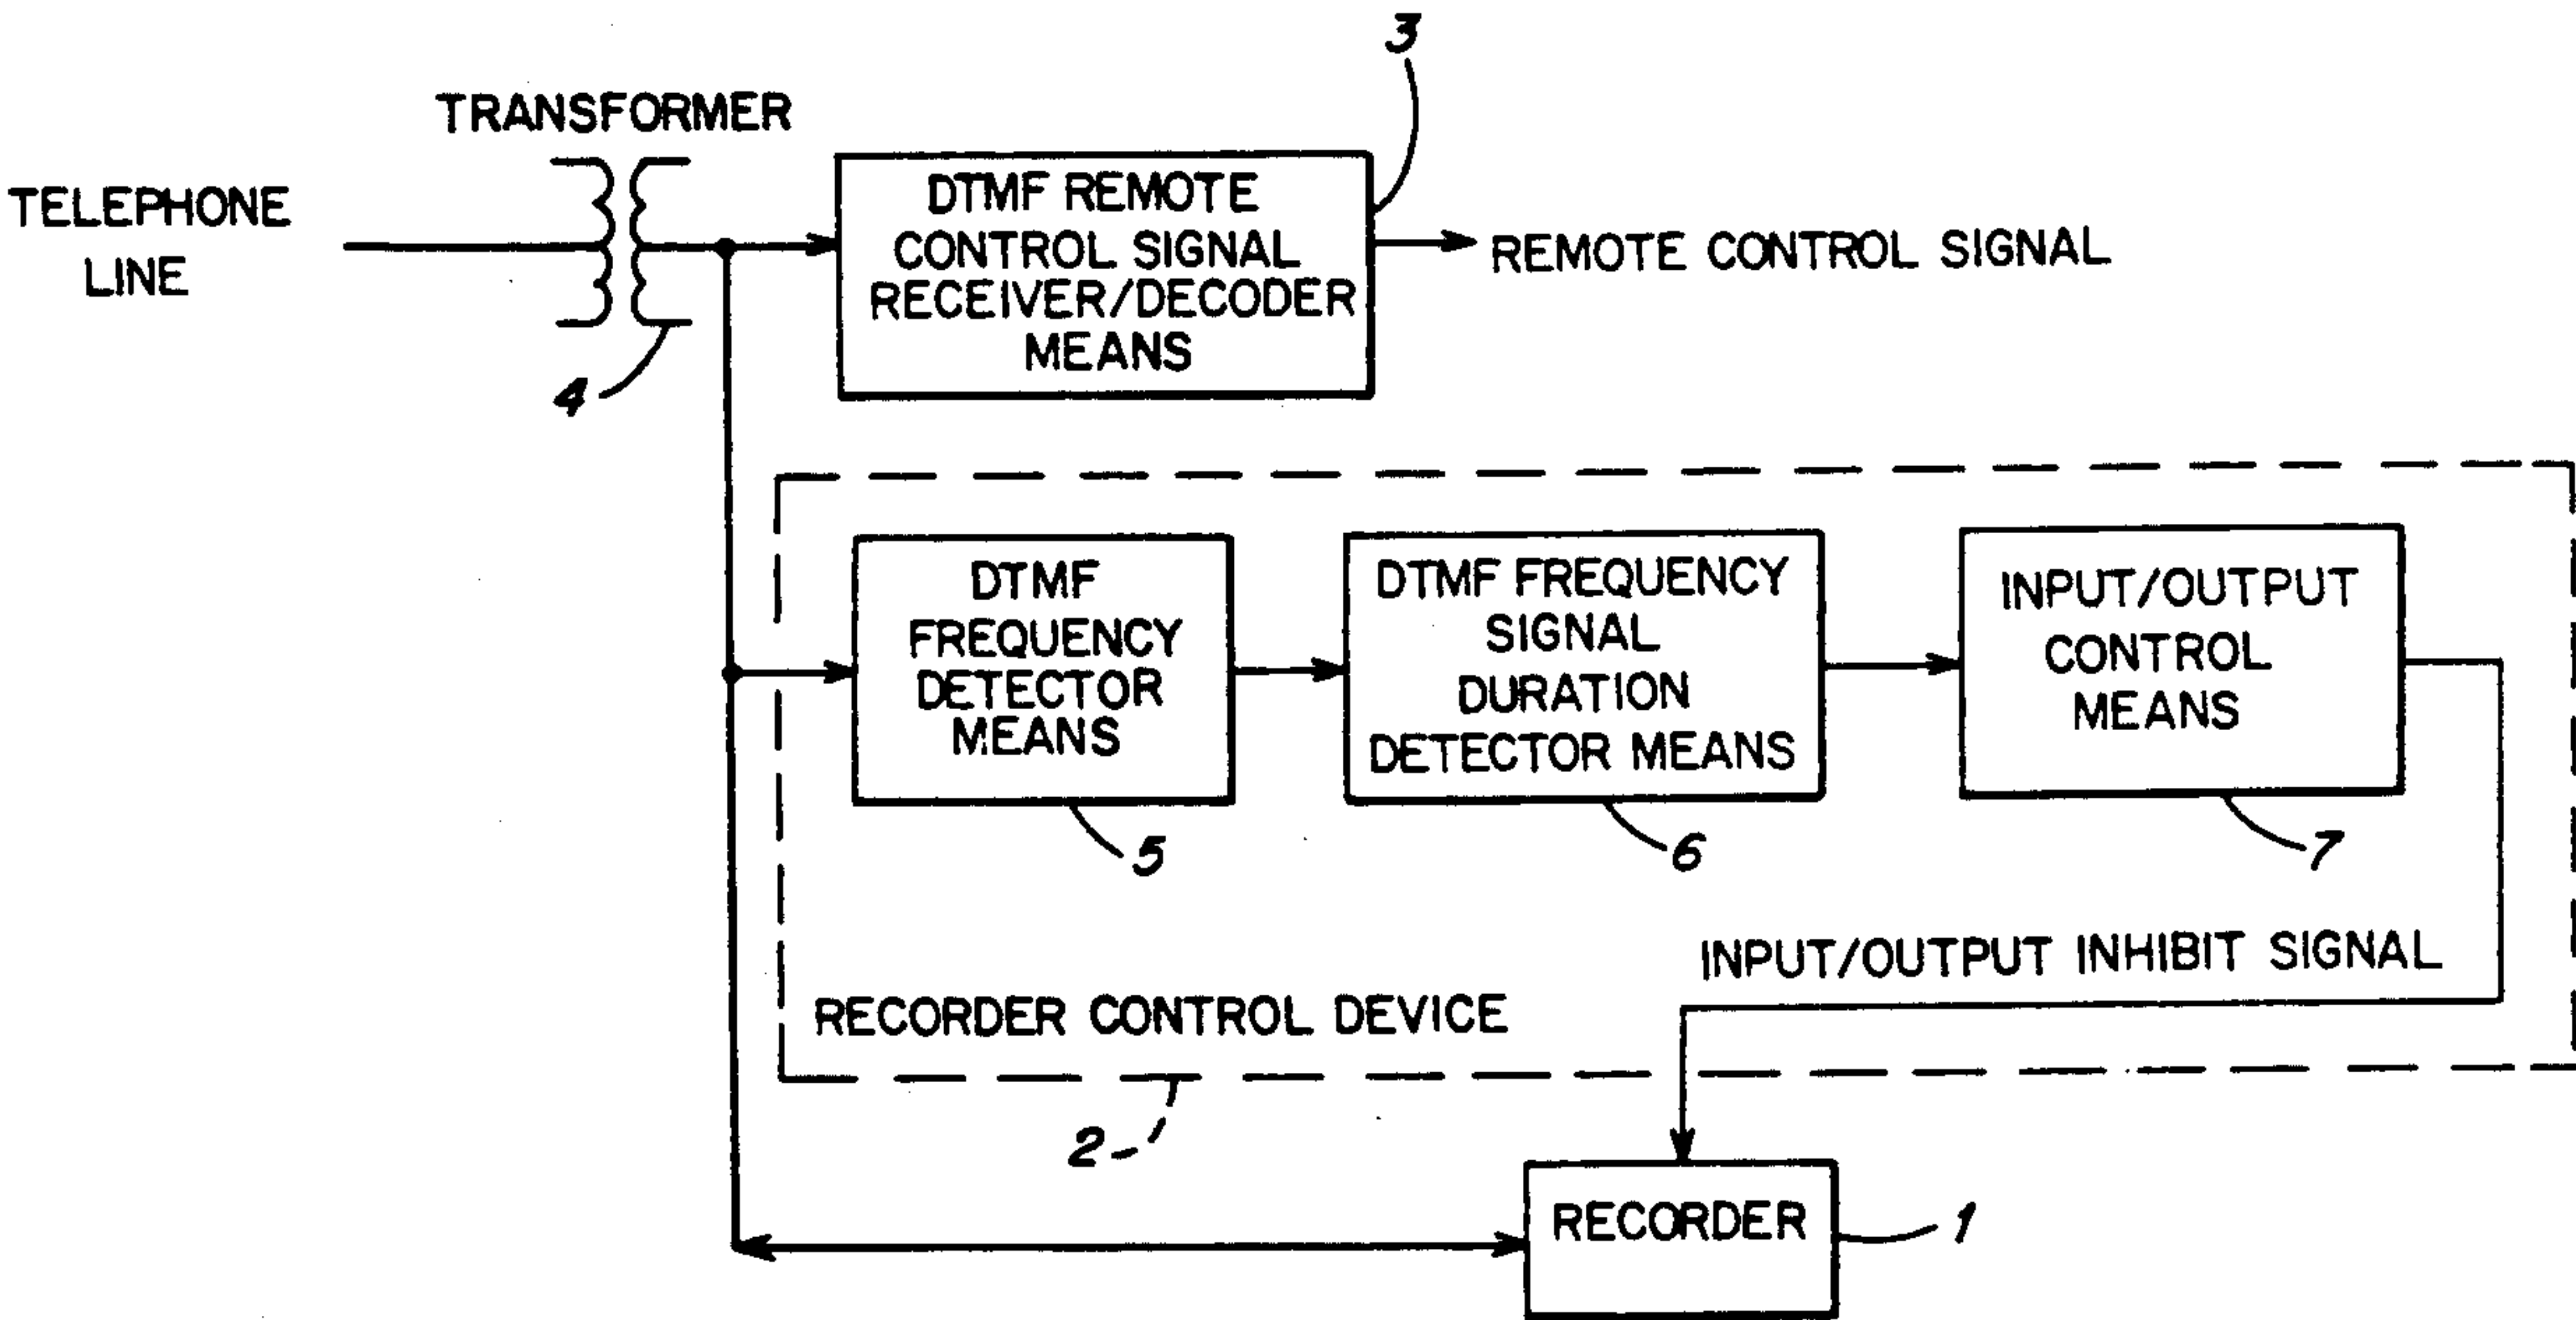 3
TRANSFORMER
TELEPHONE
LINE
4
DTMF REMOTE
CONTROL SIGNAL
RECEIVER/DECODER
MEANS
REMOTE CONTROL SIGNAL
DTMF
FREQUENCY
DETECTOR
MEANS
5
DTMF FREQUENCY
SIGNAL
DURATION
DETECTOR MEANS
6
INPUT/OUTPUT
CONTROL
MEANS
7
INPUT/OUTPUT INHIBIT SIGNAL
RECORDER CONTROL DEVICE
2
RECORDER
1